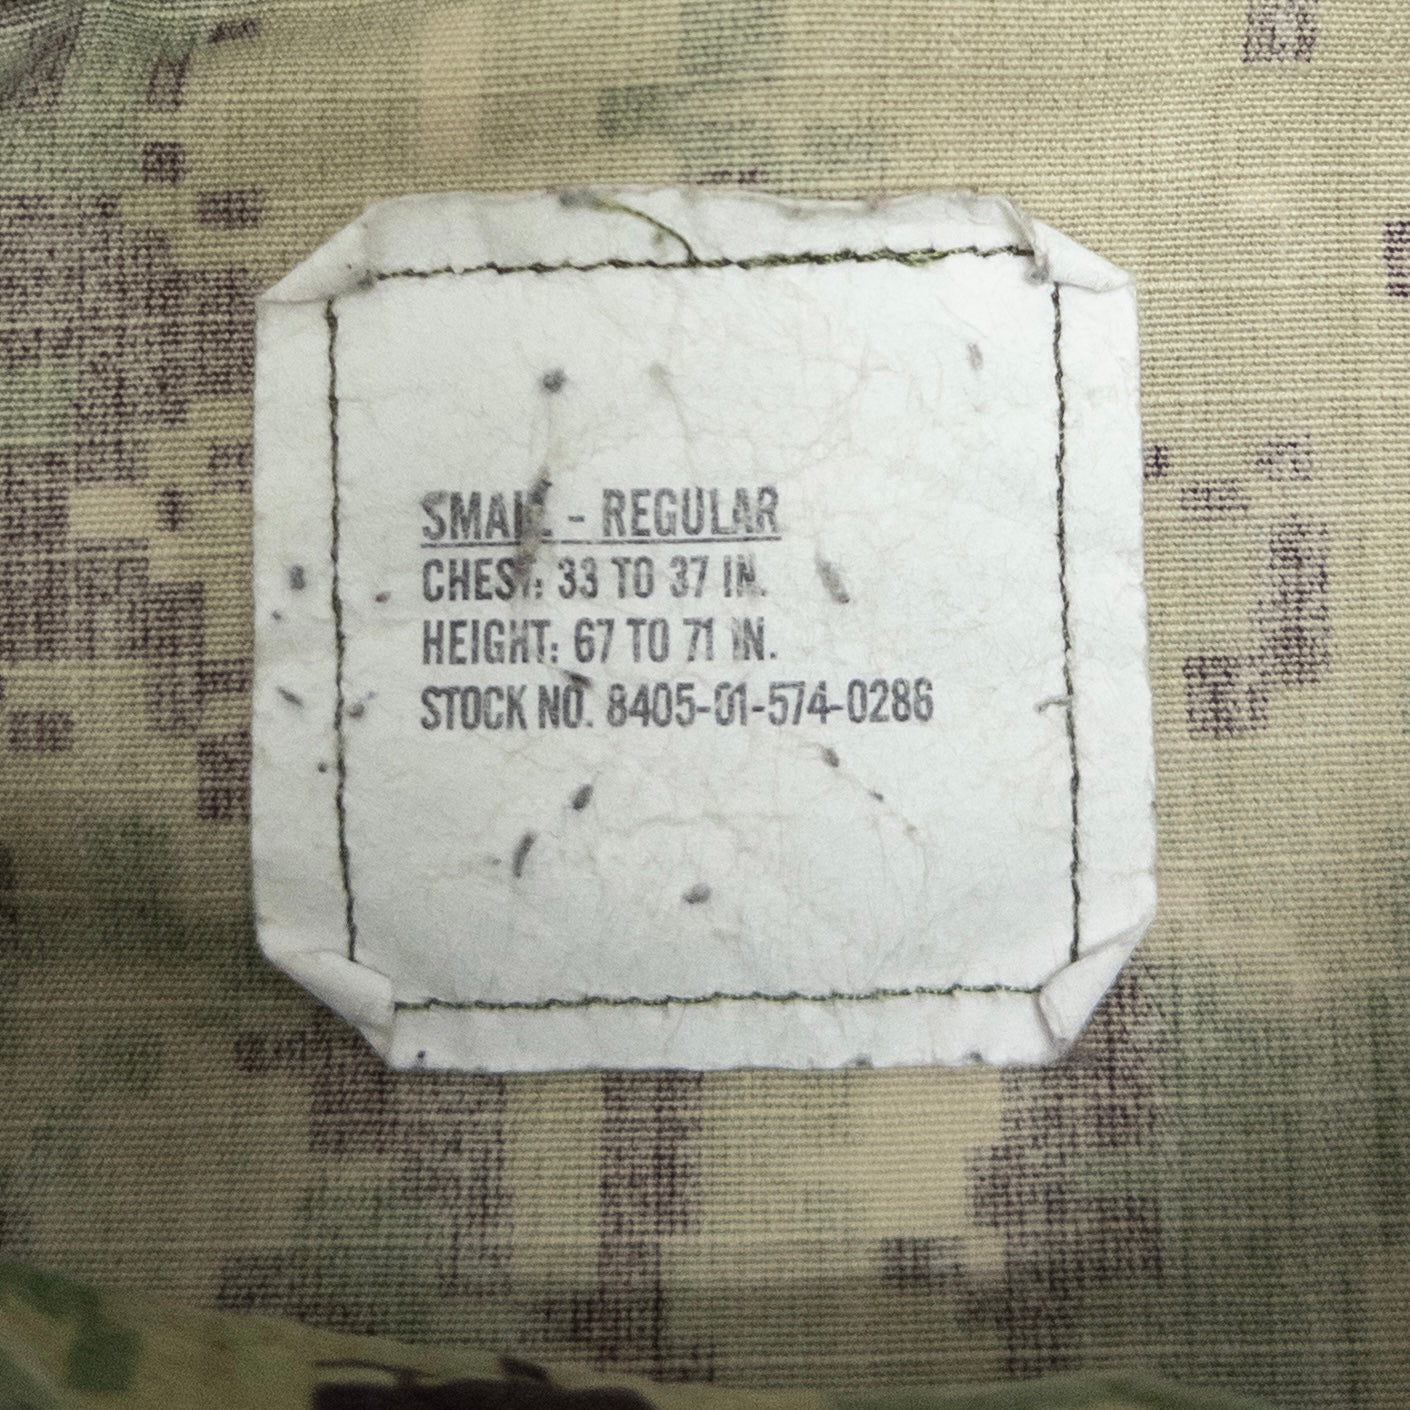 SMALL - REGULAR
CHEST: 33 TO 37 IN.
HEIGHT: 67 TO 71 IN.
STOCK NO. 8405-01-574-0286